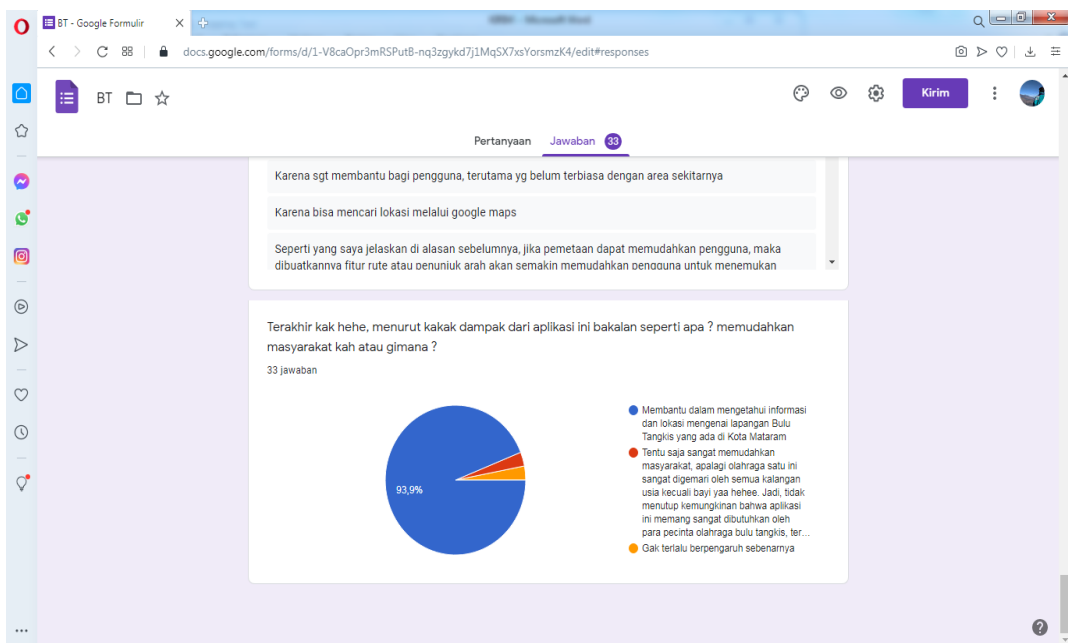 BT - Google Formulir
docs.google.com/forms/d/1-V8caOpr3mRSPutB-nq3zgykd7j1MqSX7xsYorsmzK4/edit#responses
BT
Kirim
Pertanyaan Jawaban 33
Karena sgt membantu bagi pengguna, terutama yg belum terbiasa dengan area sekitarnya
Karena bisa mencari lokasi melalui google maps
Seperti yang saya jelaskan di alasan sebelumnya, jika pemetaan dapat memudahkan pengguna, maka
dibuatkannya fitur rute atau penunjuk arah akan semakin memudahkan pengguna untuk menemukan
Terakhir kak hehe, menurut kakak dampak dari aplikasi ini bakalan seperti apa ? memudahkan
masyarakat kah atau gimana ?
33 jawaban
93,9%
Membantu dalam mengetahui informasi
dan lokasi mengenai lapangan Bulu
Tangkis yang ada di Kota Mataram
Tentu saja sangat memudahkan
masyarakat, apalagi olahraga satu ini
sangat digemari oleh semua kalangan
usia kecuali bayi yaa hehee. Jadi, tidak
menutup kemungkinan bahwa aplikasi
ini memang sangat dibutuhkan oleh
para pecinta olahraga bulu tangkis, ter...
Gak terlalu berpengaruh sebenarnya